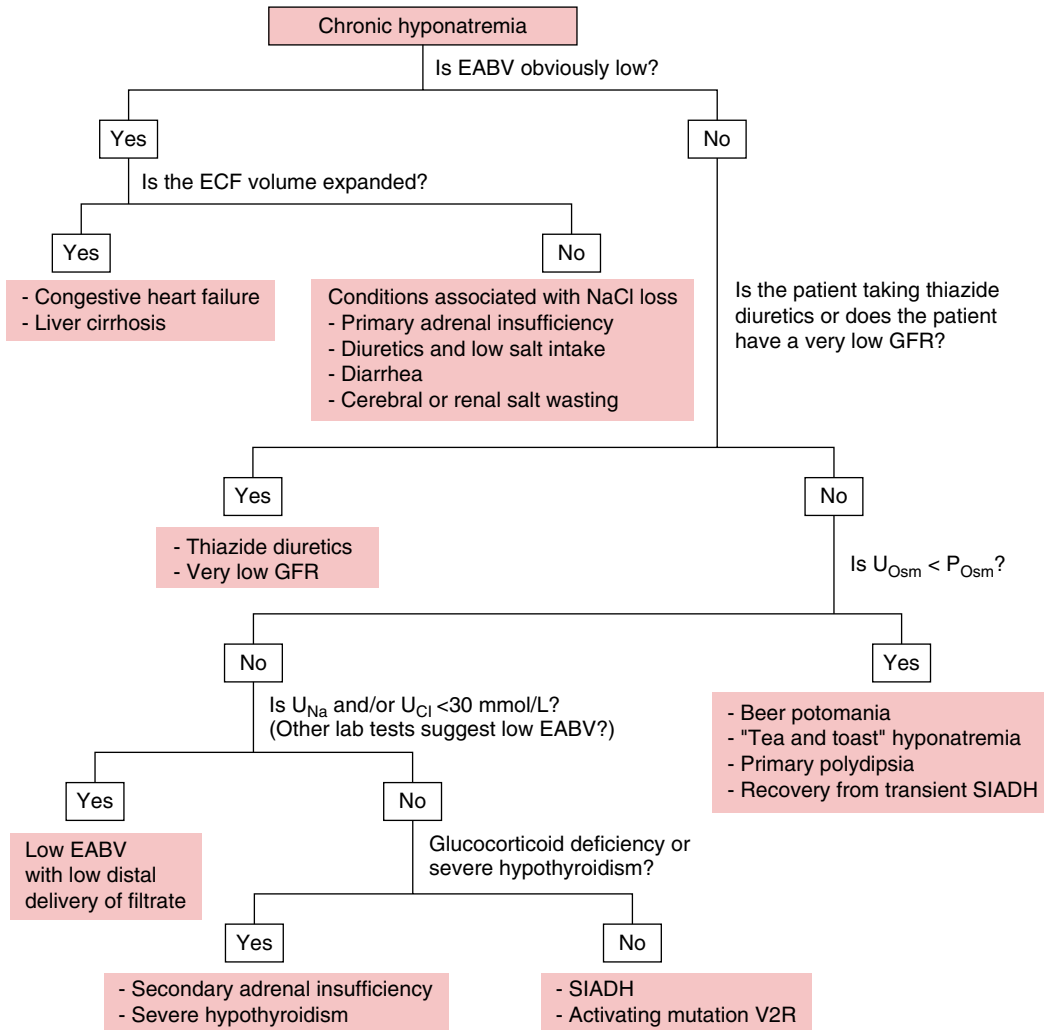 Chronic hyponatremia
Is EABV obviously low?
Yes
No
Is the ECF volume expanded?
Yes
No
- Congestive heart failure
- Liver cirrhosis
Conditions associated with NaCl loss
- Primary adrenal insufficiency
- Diuretics and low salt intake
- Diarrhea
- Cerebral or renal salt wasting
Is the patient taking thiazide
diuretics or does the patient
have a very low GFR?
Yes
No
- Thiazide diuretics
- Very low GFR
Is UOsm < POsm?
No
Yes
Is UNa and/or UCl <30 mmol/L?
(Other lab tests suggest low EABV?)
- Beer potomania
- "Tea and toast" hyponatremia
- Primary polydipsia
- Recovery from transient SIADH
Yes
No
Low EABV
with low distal
delivery of filtrate
Glucocorticoid deficiency or
severe hypothyroidism?
Yes
No
- Secondary adrenal insufficiency
- Severe hypothyroidism
- SIADH
- Activating mutation V2R